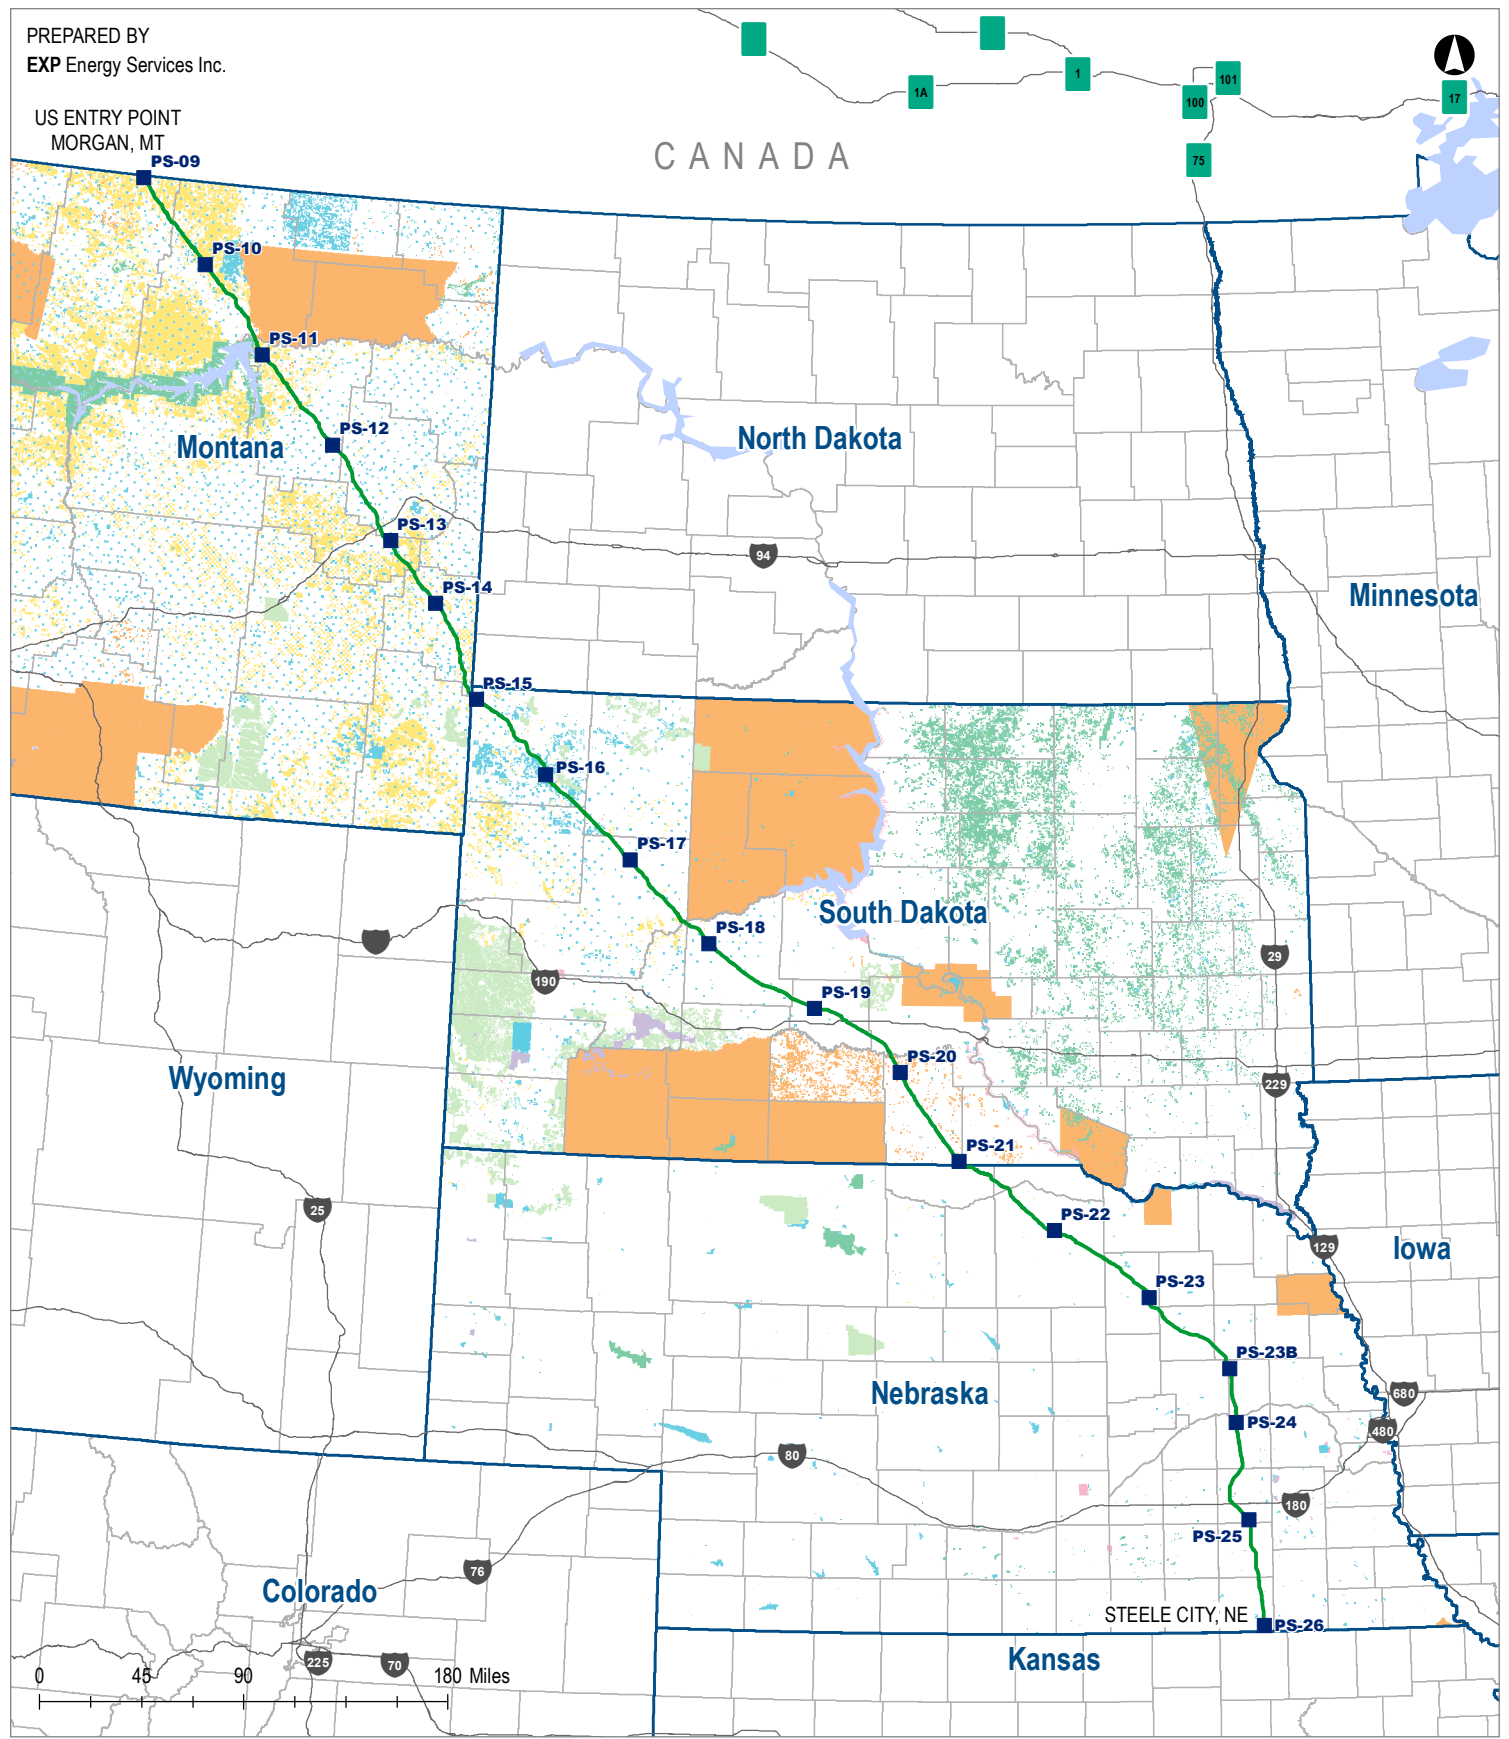 PREPARED BY
EXP Energy Services Inc.
US ENTRY POINT
MORGAN, MT
CANADA
1A
1
100
101
75
17
PS-09
PS-10
PS-11
PS-12
Montana
North Dakota
PS-13
94
PS-14
Minnesota
PS-15
PS-16
PS-17
South Dakota
PS-18
29
190
PS-19
PS-20
Wyoming
229
PS-21
25
PS-22
129
Iowa
PS-23
PS-23B
Nebraska
680
PS-24
480
80
180
PS-25
76
Colorado
STEELE CITY, NE
PS-26
Kansas
225
70
0 45 90 180 Miles